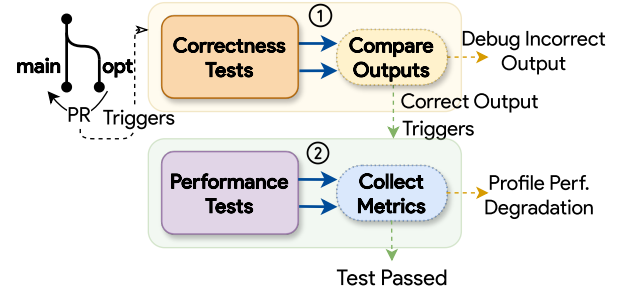 main
opt
PR
Triggers
①
Correctness
Tests
Compare
Outputs
Debug Incorrect
Output
Correct Output
Triggers
②
Performance
Tests
Collect
Metrics
Profile Perf.
Degradation
Test Passed